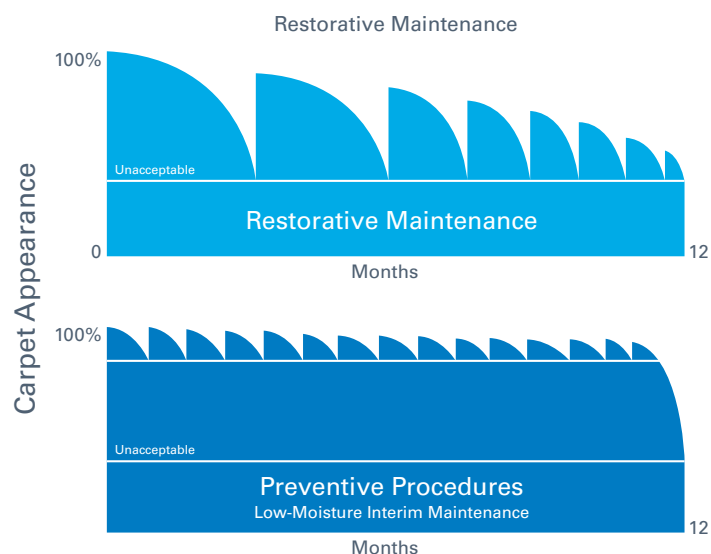 Restorative Maintenance
100%
Unacceptable
Restorative Maintenance
0
12
Months
Carpet Appearance
100%
Unacceptable
Preventive Procedures
Low-Moisture Interim Maintenance
12
Months